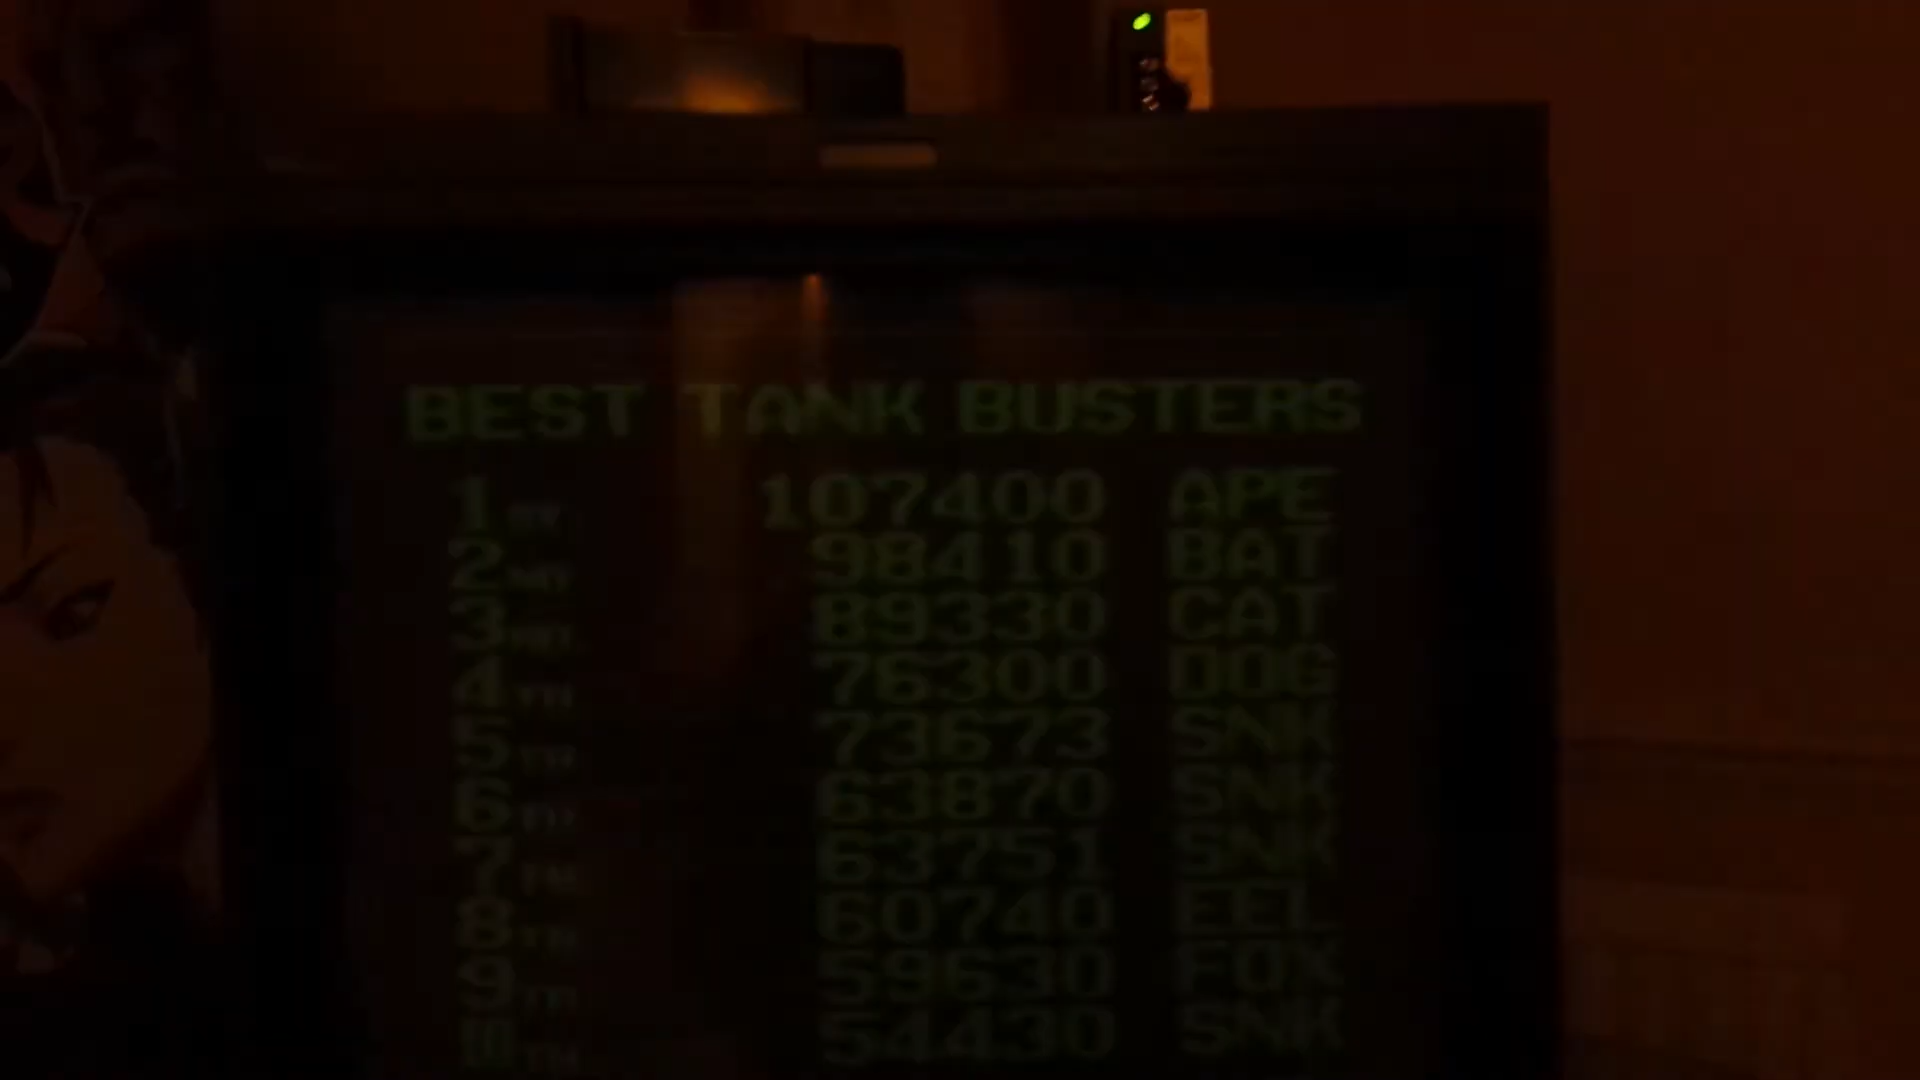 BEST TANK BUSTERS
1ST 107400 APE
2ND 98410 BAT
3RD 89330 CAT
4TH 76300 DOG
5TH 73673 SNK
6TH 63870 SNK
7TH 63751 SNK
8TH 60740 EEL
9TH 59630 FOX
10TH 54430 SNK